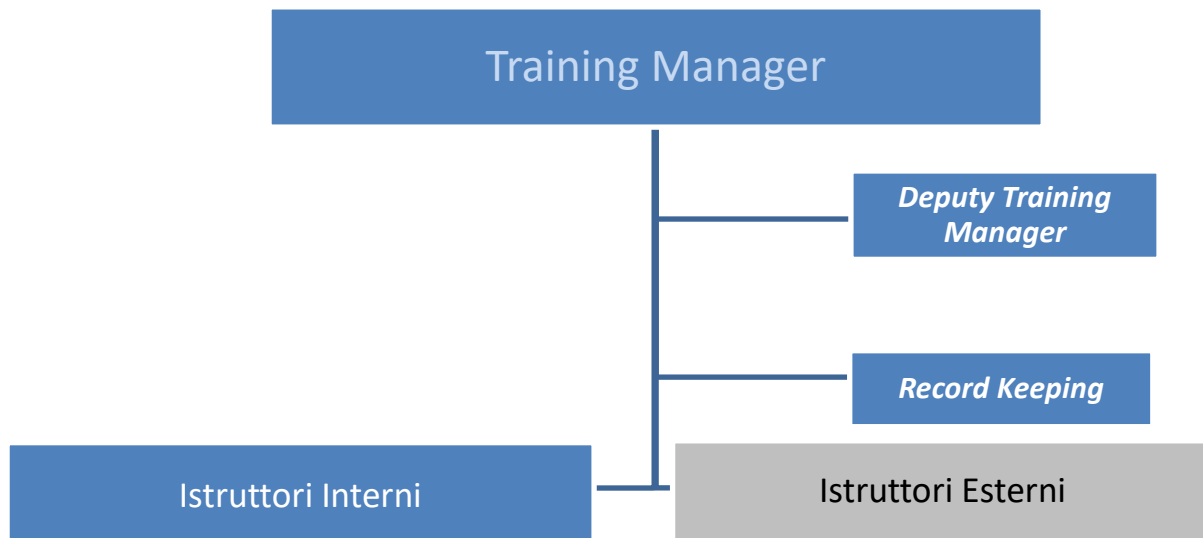 Training Manager
Deputy Training
Manager
Record Keeping
Istruttori Interni
Istruttori Esterni